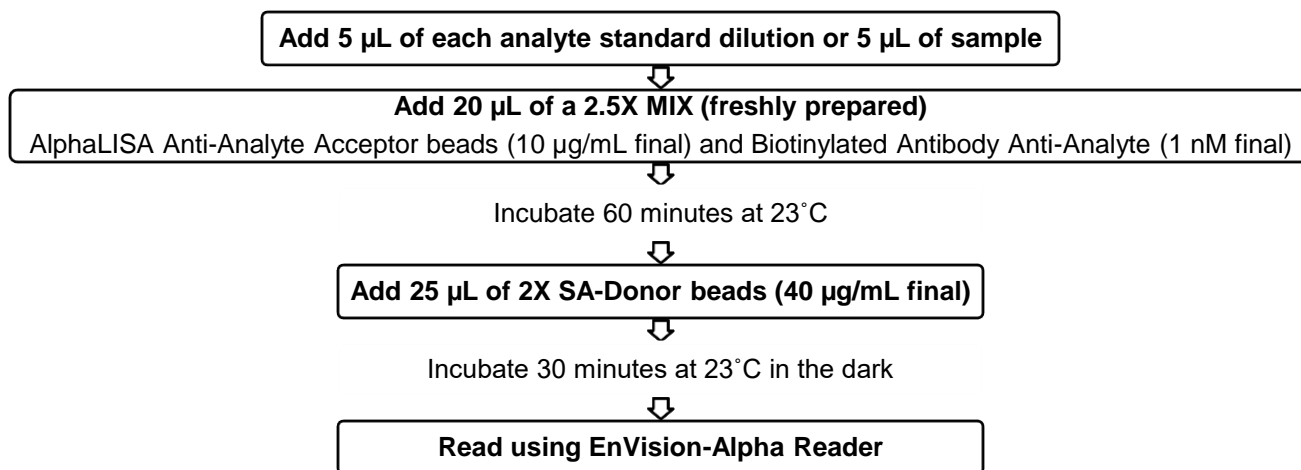 Add 5 µL of each analyte standard dilution or 5 µL of sample
Add 20 µL of a 2.5X MIX (freshly prepared)
AlphaLISA Anti-Analyte Acceptor beads (10 µg/mL final) and Biotinylated Antibody Anti-Analyte (1 nM final)
Incubate 60 minutes at 23˚C
Add 25 µL of 2X SA-Donor beads (40 µg/mL final)
Incubate 30 minutes at 23˚C in the dark
Read using EnVision-Alpha Reader